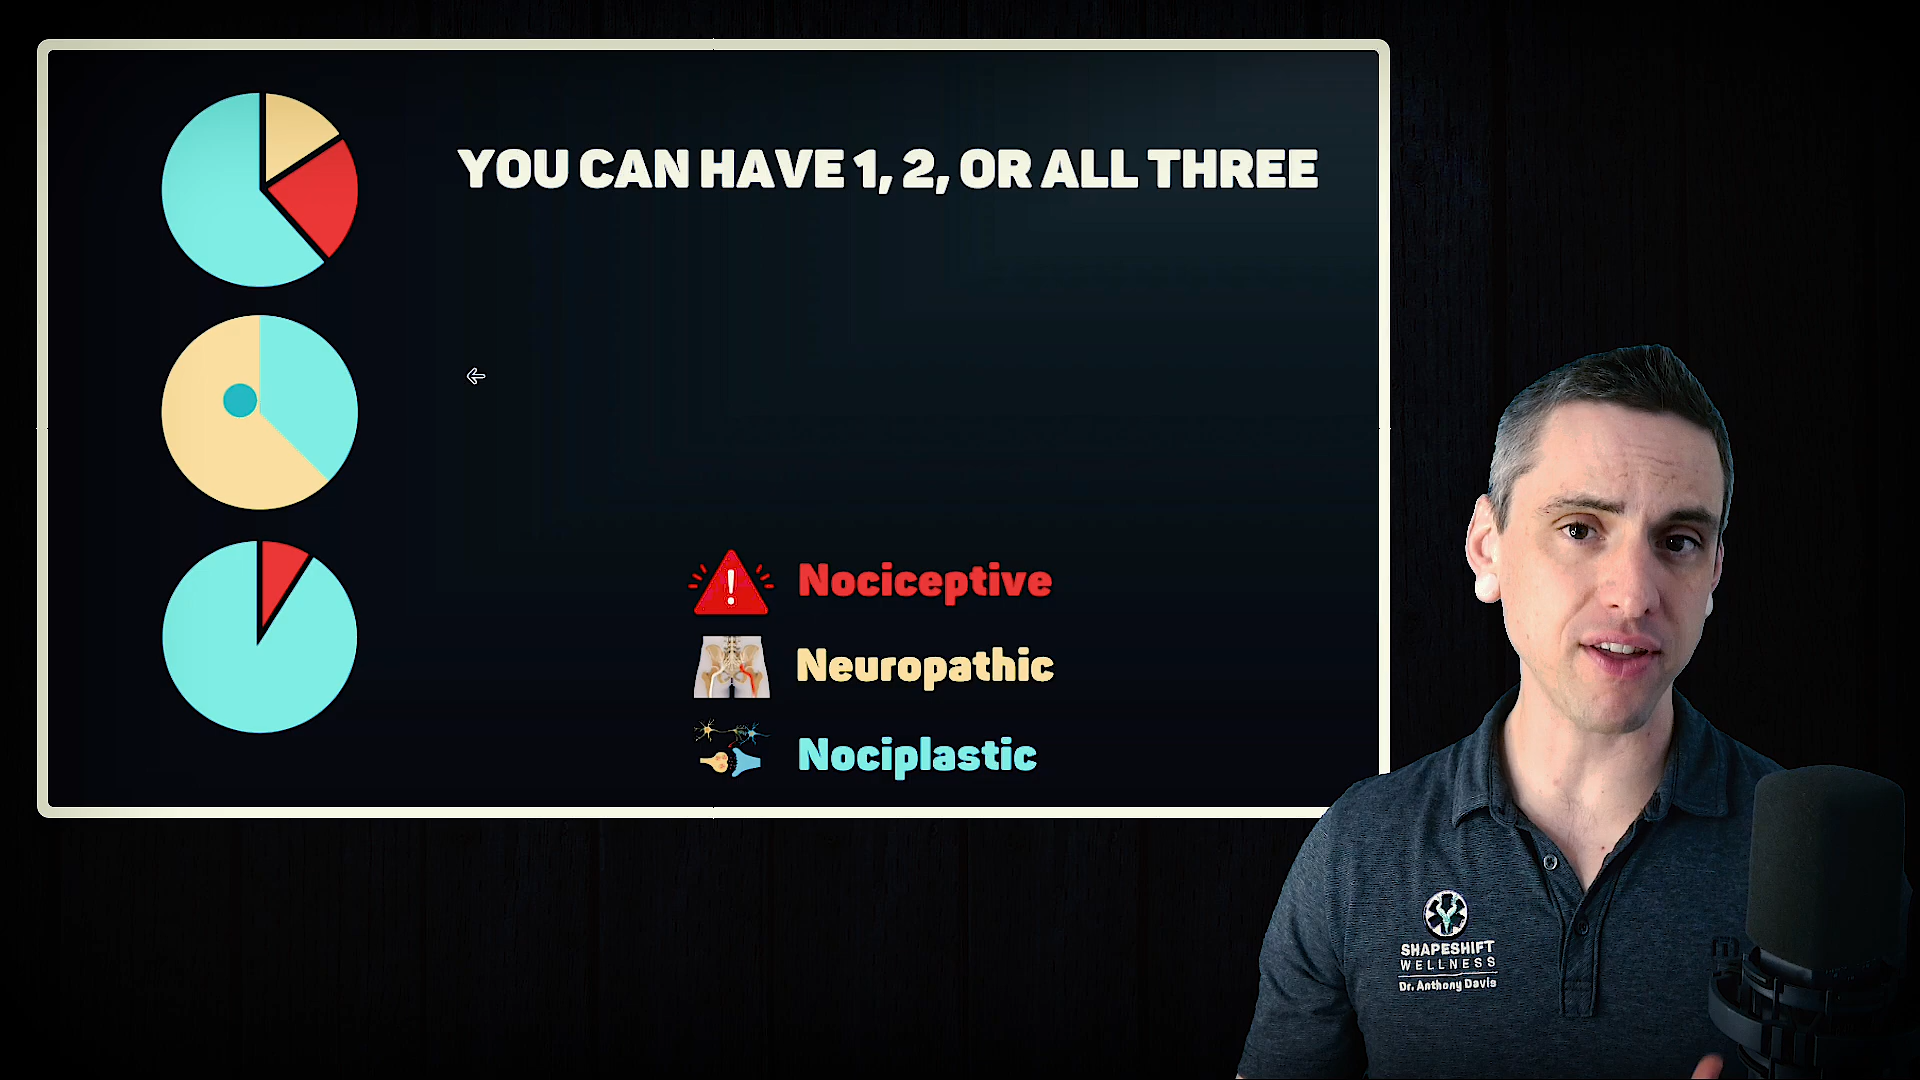 YOU CAN HAVE 1, 2, OR ALL THREE
!
Nociceptive
Neuropathic
Nociplastic
SHAPESHIFT
WELLNESS
Dr. Anthony Davis